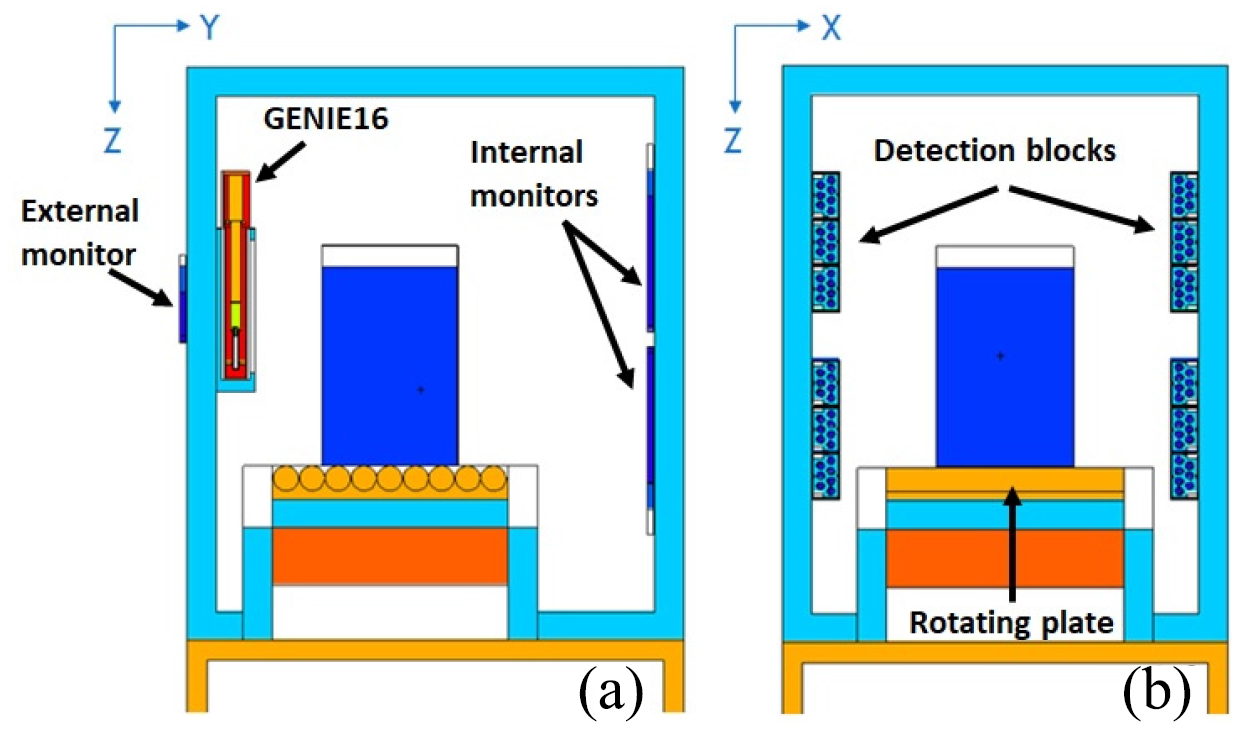 Y
Z
GENIE16
External
monitor
Internal
monitors
(a)
X
Z
Detection blocks
Rotating plate
(b)